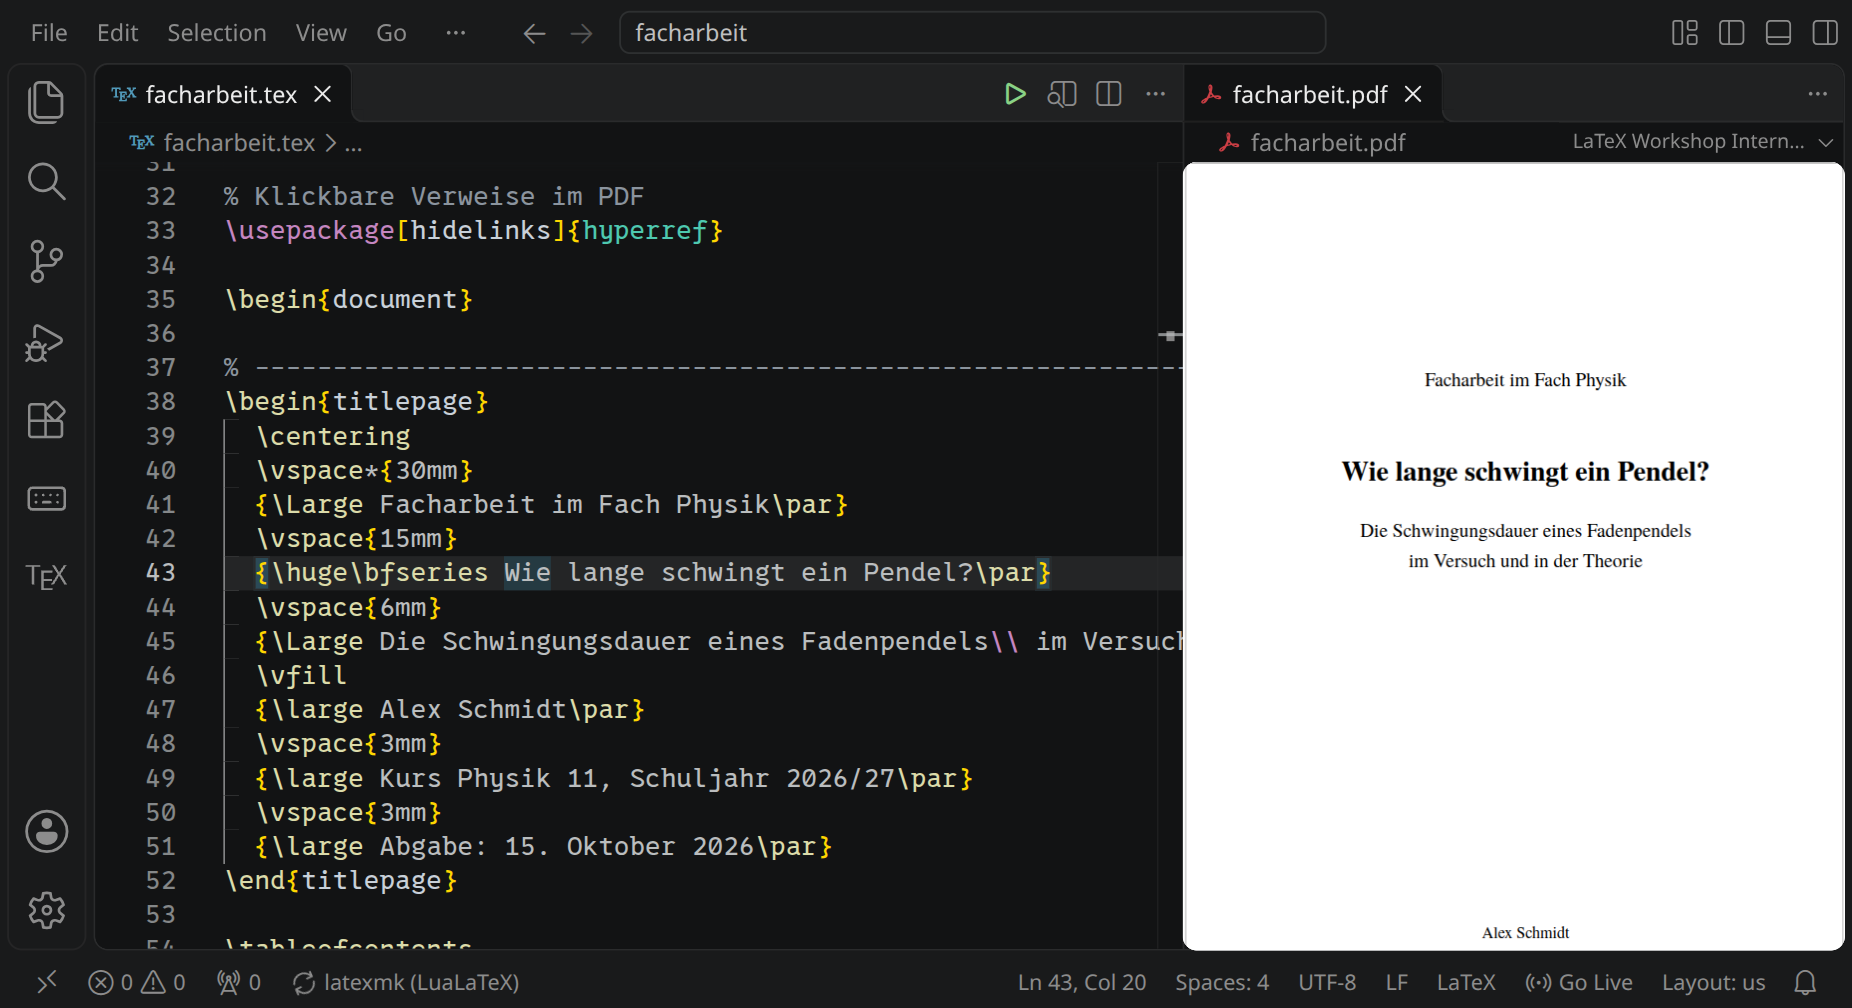 File Edit Selection View Go ··· facharbeit
TEX facharbeit.tex
facharbeit.pdf
TEX facharbeit.tex > ...
facharbeit.pdf LaTeX Workshop Intern...
31
32 % Klickbare Verweise im PDF
33 \usepackage[hidelinks]{hyperref}
34
35 \begin{document}
36
37 % ------------------------------------------------------------
38 \begin{titlepage}
39 \centering
40 \vspace*{30mm}
41 {\Large Facharbeit im Fach Physik\par}
42 \vspace{15mm}
43 {\huge\bfseries Wie lange schwingt ein Pendel?\par}
44 \vspace{6mm}
45 {\Large Die Schwingungsdauer eines Fadenpendels\\ im Versuch
46 \vfill
47 {\large Alex Schmidt\par}
48 \vspace{3mm}
49 {\large Kurs Physik 11, Schuljahr 2026/27\par}
50 \vspace{3mm}
51 {\large Abgabe: 15. Oktober 2026\par}
52 \end{titlepage}
53
54 \tableofcontents
Facharbeit im Fach Physik
Wie lange schwingt ein Pendel?
Die Schwingungsdauer eines Fadenpendels
im Versuch und in der Theorie
Alex Schmidt
TEX
0 0 0 latexmk (LuaLaTeX) Ln 43, Col 20 Spaces: 4 UTF-8 LF LaTeX Go Live Layout: us